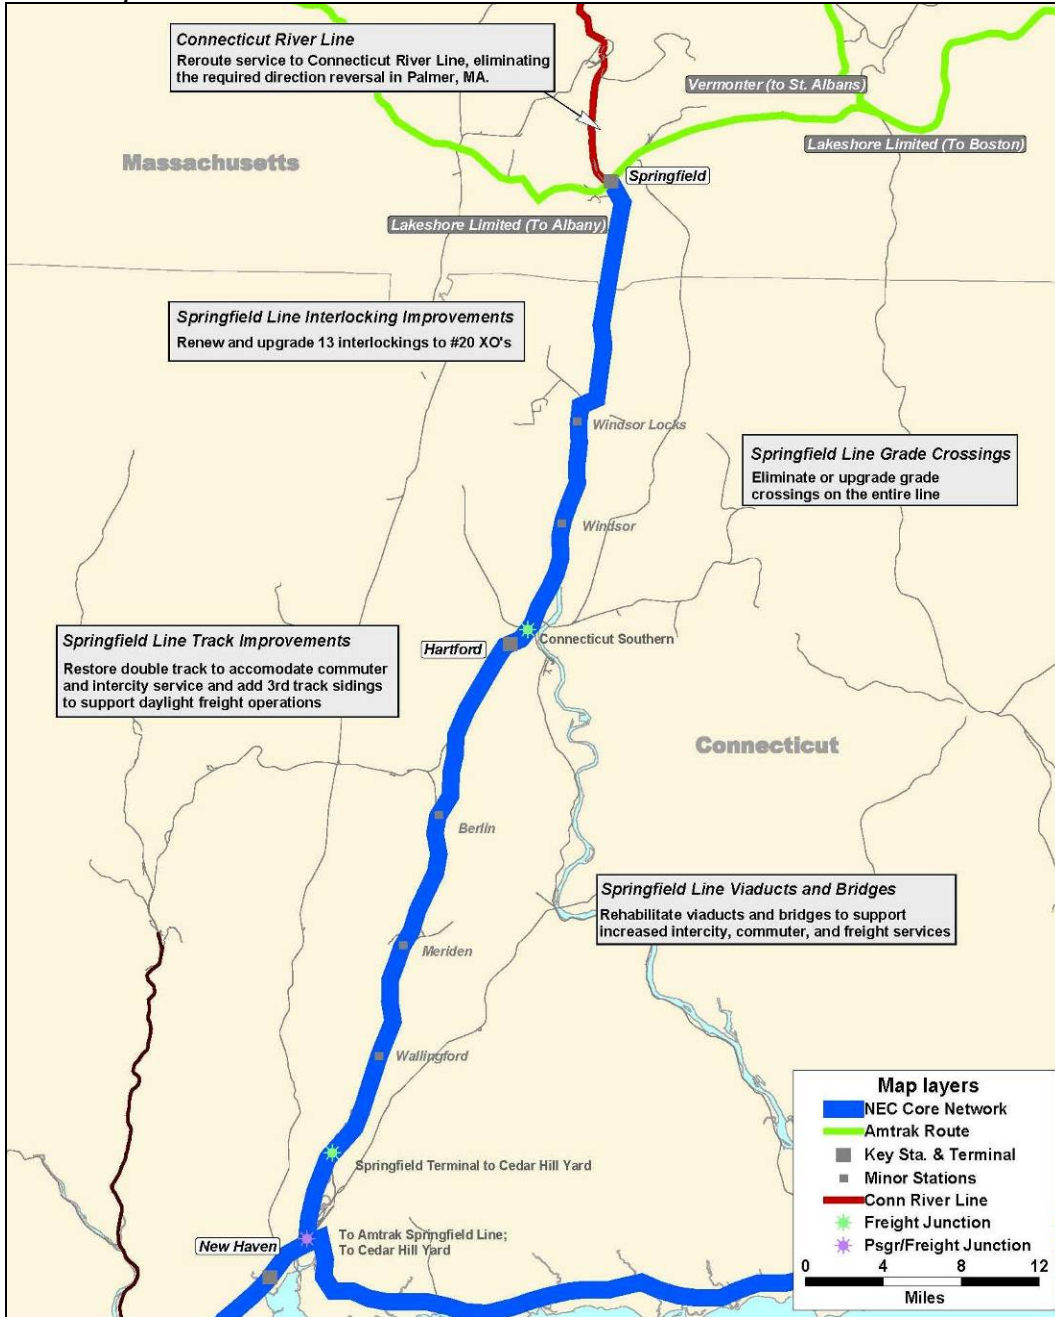 Connecticut River Line
Reroute service to Connecticut River Line, eliminating
the required direction reversal in Palmer, MA.
Vermonter (to St. Albans)
Lakeshore Limited (To Boston)
Massachusetts
Springfield
Lakeshore Limited (To Albany)
Springfield Line Interlocking Improvements
Renew and upgrade 13 interlockings to #20 XO's
Windsor Locks
Springfield Line Grade Crossings
Eliminate or upgrade grade
crossings on the entire line
Windsor
Springfield Line Track Improvements
Restore double track to accomodate commuter
and intercity service and add 3rd track sidings
to support daylight freight operations
Hartford
Connecticut Southern
Connecticut
Berlin
Springfield Line Viaducts and Bridges
Rehabilitate viaducts and bridges to support
increased intercity, commuter, and freight services
Meriden
Wallingford
Springfield Terminal to Cedar Hill Yard
To Amtrak Springfield Line;
To Cedar Hill Yard
New Haven
Map layers
NEC Core Network
Amtrak Route
Key Sta. & Terminal
Minor Stations
Conn River Line
Freight Junction
Psgr/Freight Junction
0 4 8 12
Miles